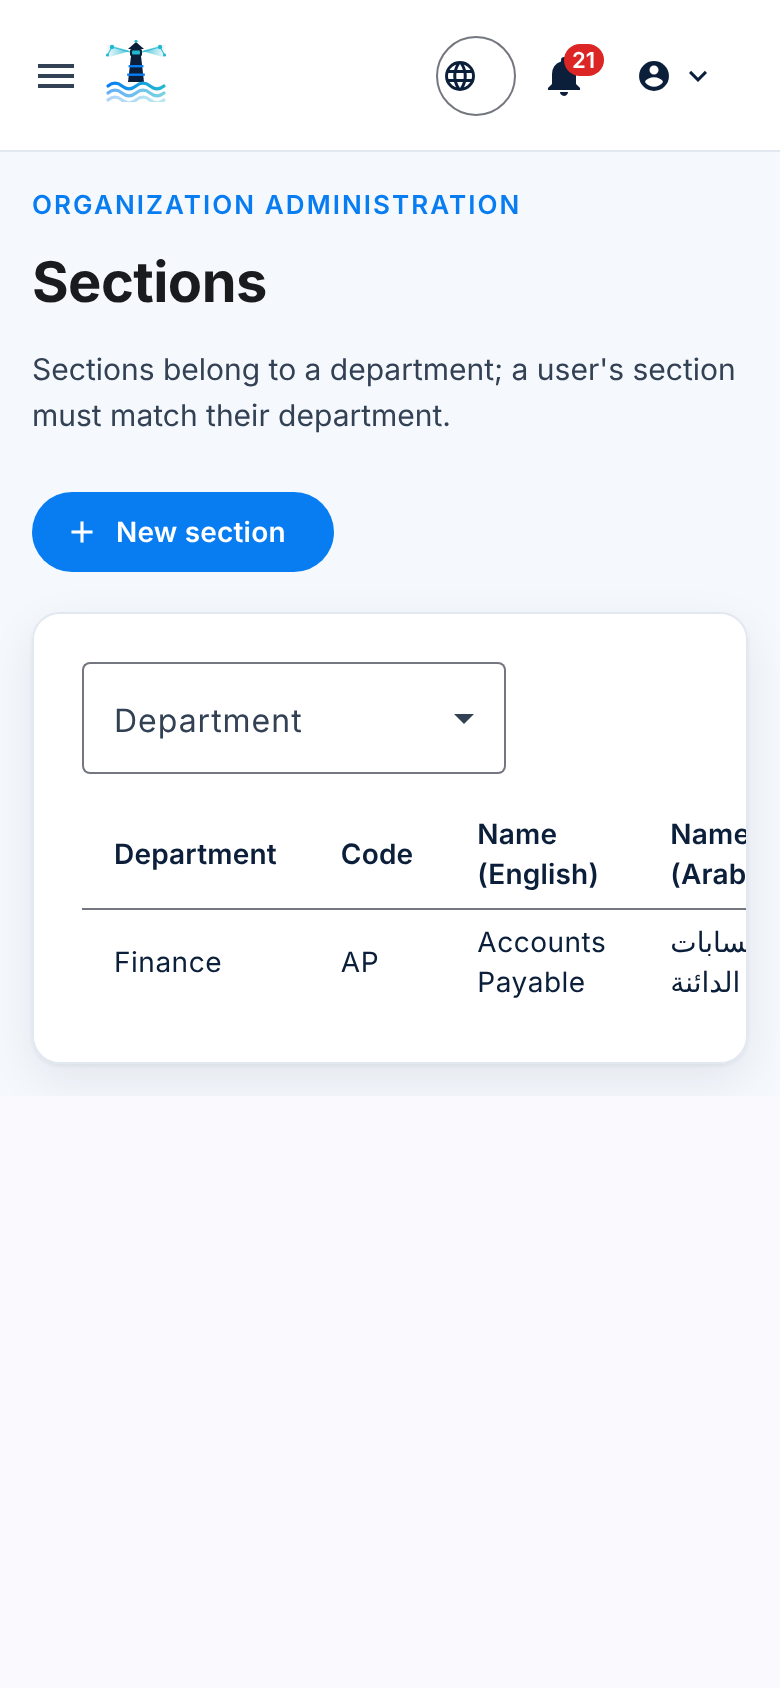 21
ORGANIZATION ADMINISTRATION
Sections
Sections belong to a department; a user's section
must match their department.
New section
Department
Department
Code
Name
(English)
Name
(Arab
Finance
AP
Accounts
Payable
الدائنة